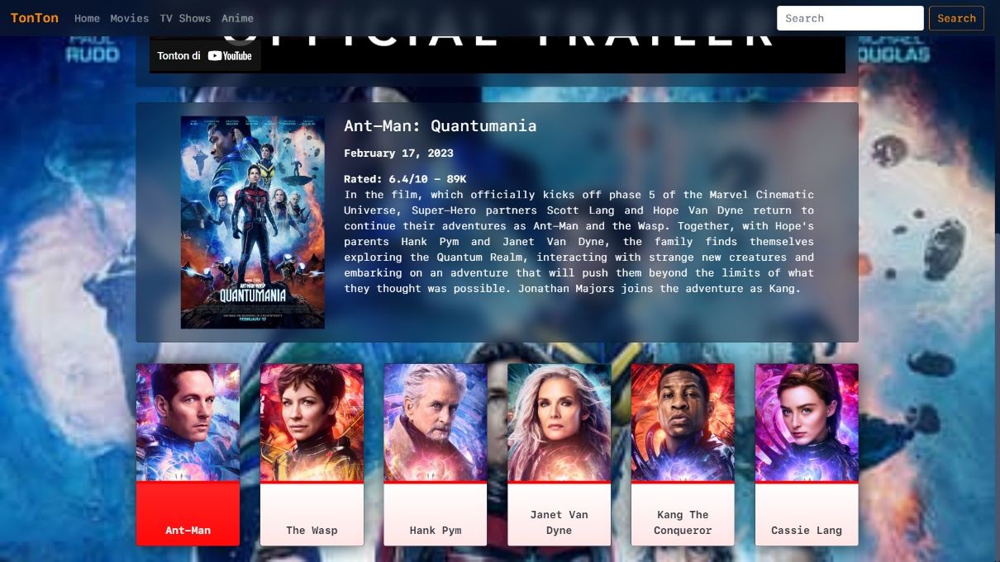 TonTon Home Movies TV Shows Anime Search Search
OFFICIAL TRAILER
PAUL
RUDD
MICHAEL
DOUGLAS
Tonton di YouTube
Ant-Man: Quantumania
February 17, 2023
Rated: 6.4/10 - 89K
In the film, which officially kicks off phase 5 of the Marvel Cinematic
Universe, Super-Hero partners Scott Lang and Hope Van Dyne return to
continue their adventures as Ant-Man and the Wasp. Together, with Hope's
parents Hank Pym and Janet Van Dyne, the family finds themselves
exploring the Quantum Realm, interacting with strange new creatures and
embarking on an adventure that will push them beyond the limits of what
they thought was possible. Jonathan Majors joins the adventure as Kang.
ANT-MAN AND THE WASP
QUANTUMANIA
FEBRUARY 17
Ant-Man
The Wasp
Hank Pym
Janet Van
Dyne
Kang The
Conqueror
Cassie Lang